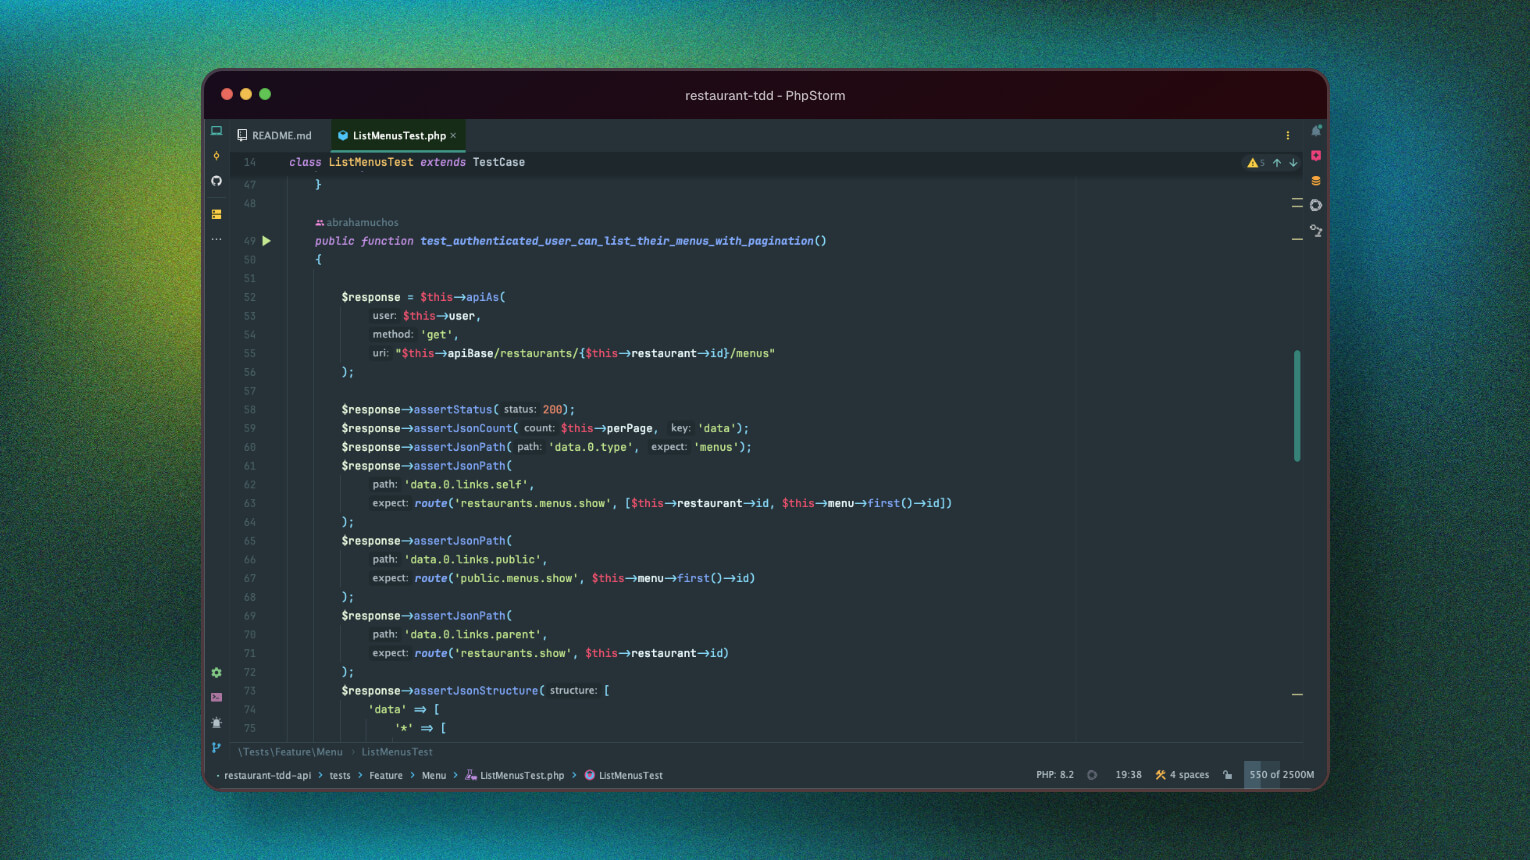 restaurant-tdd - PhpStorm
README.md ListMenusTest.php ×
14 class ListMenusTest extends TestCase 5
47 }
48
abrahamuchos
49 public function test_authenticated_user_can_list_their_menus_with_pagination()
50 {
51
52 $response = $this→apiAs(
53 user: $this→user,
54 method: 'get',
55 uri: "$this→apiBase/restaurants/{$this→restaurant→id}/menus"
56 );
57
58 $response→assertStatus( status: 200);
59 $response→assertJsonCount( count: $this→perPage, key: 'data');
60 $response→assertJsonPath( path: 'data.0.type', expect: 'menus');
61 $response→assertJsonPath(
62 path: 'data.0.links.self',
63 expect: route('restaurants.menus.show', [$this→restaurant→id, $this→menu→first()→id])
64 );
65 $response→assertJsonPath(
66 path: 'data.0.links.public',
67 expect: route('public.menus.show', $this→menu→first()→id)
68 );
69 $response→assertJsonPath(
70 path: 'data.0.links.parent',
71 expect: route('restaurants.show', $this→restaurant→id)
72 );
73 $response→assertJsonStructure( structure: [
74 'data' ⇒ [
75 '*' ⇒ [
\Tests\Feature\Menu › ListMenusTest
restaurant-tdd-api › tests › Feature › Menu › ListMenusTest.php › ListMenusTest PHP: 8.2 19:38 4 spaces 550 of 2500M